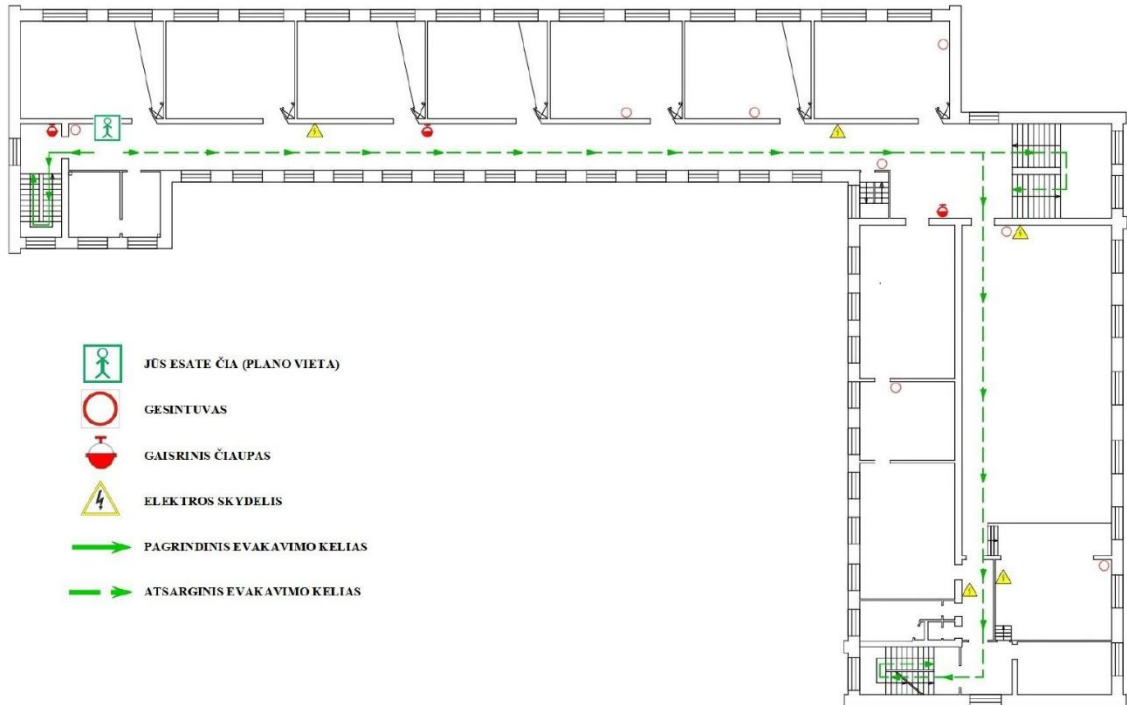 JŪS ESATE ČIA (PLANO VIETA)
GESINTUVAS
GAISRINIS ČIAUPAS
ELEKTROS SKYDELIS
PAGRINDINIS EVAKAVIMO KELIAS
ATSARGINIS EVAKAVIMO KELIAS